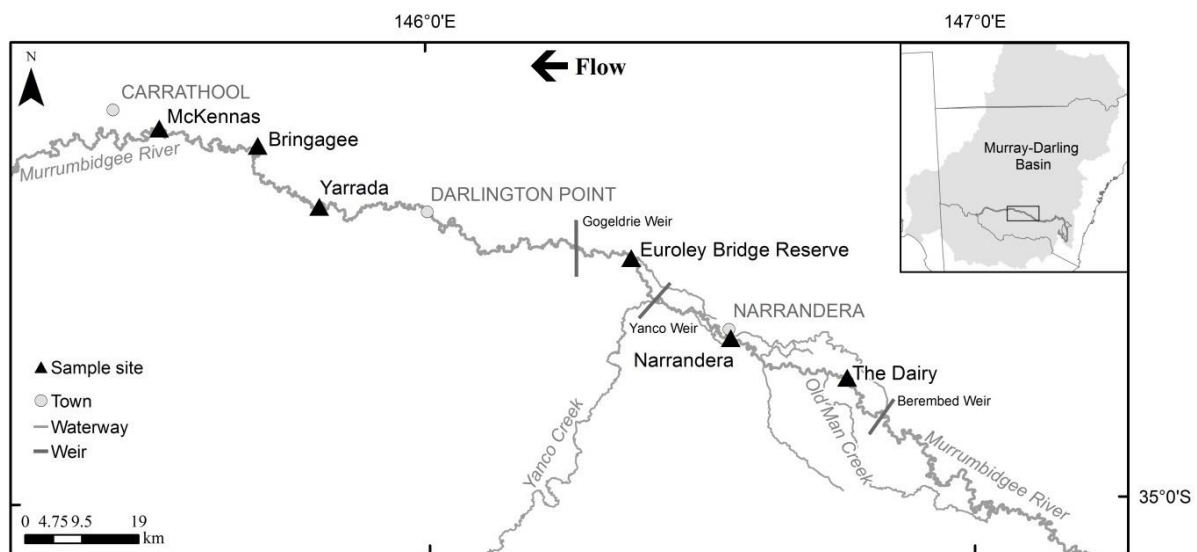 146°0'E
147°0'E
N
Flow
CARRATHOOL
McKennas
Bringagee
Murrumbidgee River
Yarrada
DARLINGTON POINT
Gogeldrie Weir
Euroley Bridge Reserve
Murray-Darling
Basin
NARRANDERA
Yanco Weir
Narrandera
The Dairy
Berembed Weir
Old Man Creek
Yanco Creek
Murrumbidgee River
Sample site
Town
Waterway
Weir
35°0'S
0 4.75 9.5 19
km